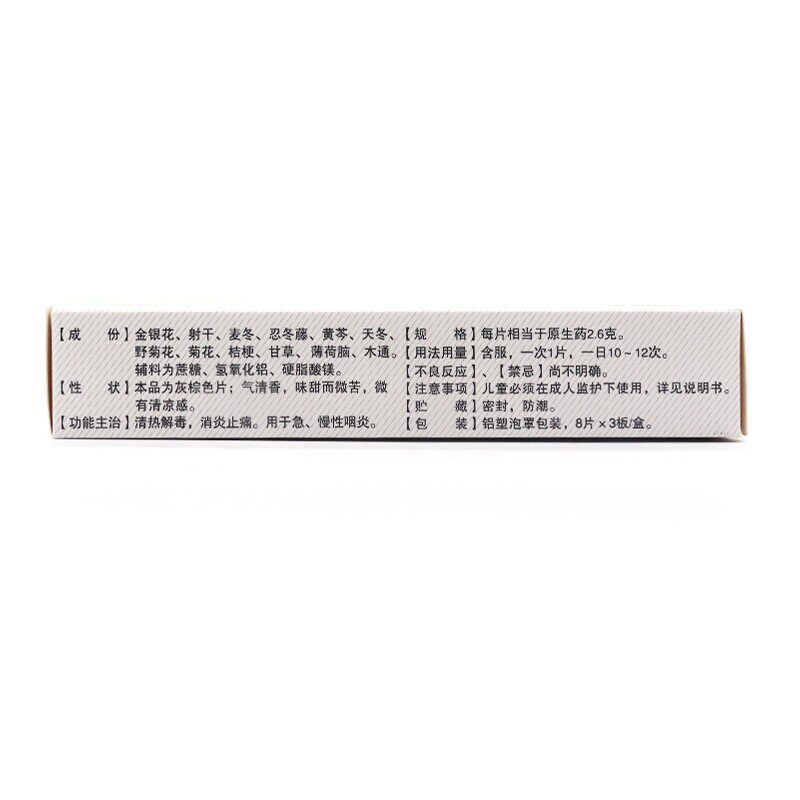 【成　份】金银花、射干、麦冬、忍冬藤、黄芩、天冬、
野菊花、菊花、桔梗、甘草、薄荷脑、木通。
辅料为蔗糖、氢氧化铝、硬脂酸镁。
【性　状】本品为灰棕色片；气清香，味甜而微苦，微
有清凉感。
【功能主治】清热解毒，消炎止痛。用于急、慢性咽炎。
【规　格】每片相当于原生药2.6克。
【用法用量】含服，一次1片，一日10～12次。
【不良反应】、【禁忌】尚不明确。
【注意事项】儿童必须在成人监护下使用，详见说明书。
【贮　藏】密封，防潮。
【包　装】铝塑泡罩包装，8片×3板/盒。